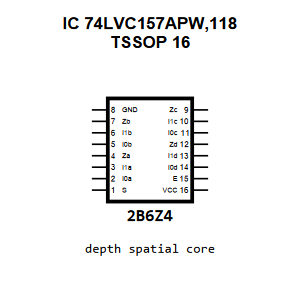 IC 74LVC157APW,118
TSSOP 16
8 GND Zc 9
7 Zb I1c 10
6 I1b I0c 11
5 I0b Zd 12
4 Za I1d 13
3 I1a I0d 14
2 I0a E 15
1 S VCC 16
2B6Z4
depth spatial core